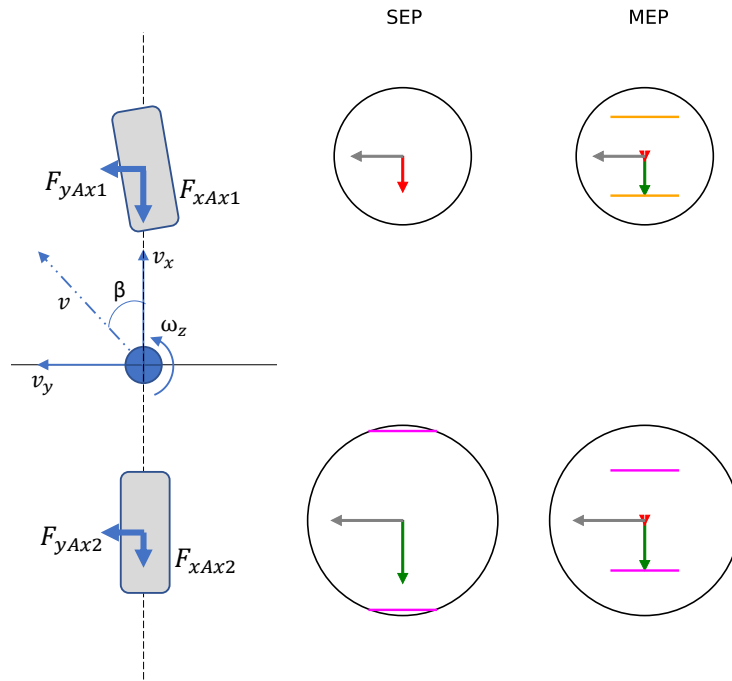 SEP
MEP
F_yAx1
F_xAx1
v_x
β
v
ω_z
v_y
F_yAx2
F_xAx2